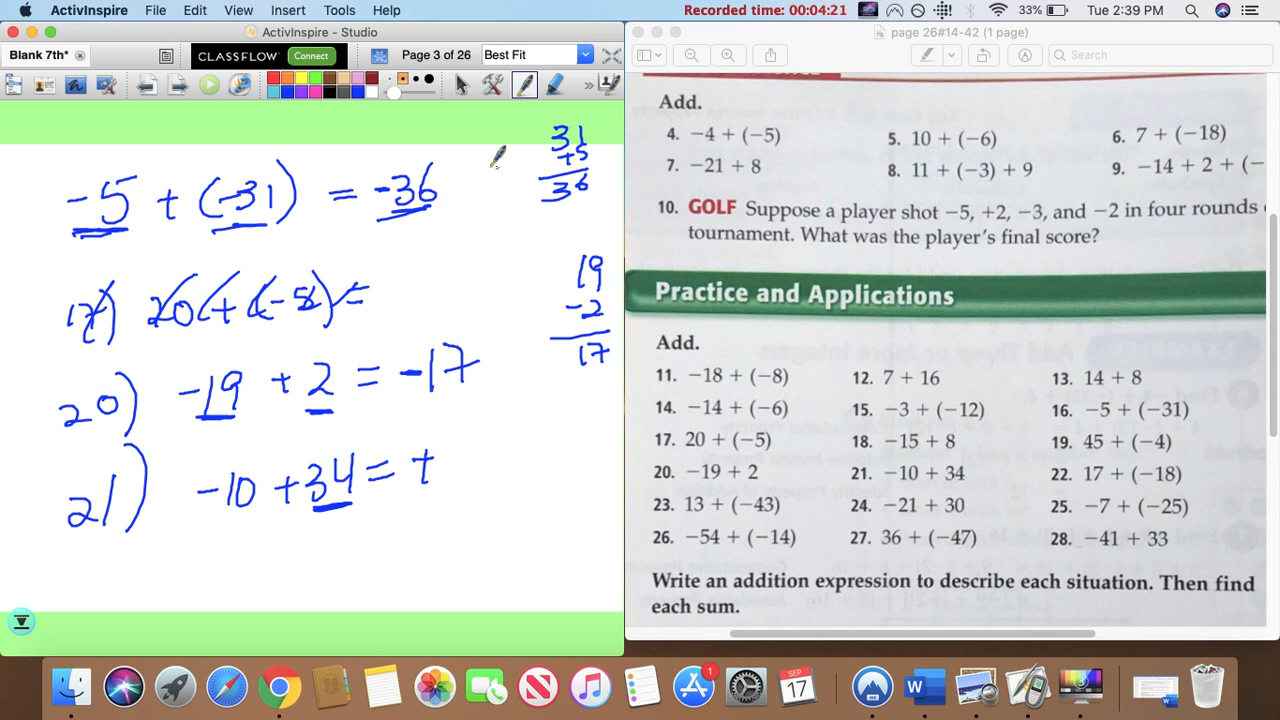 ActivInspire File Edit View Insert Tools Help
Recorded time: 00:04:21 33% Tue 2:39 PM
ActivInspire - Studio
Blank 7th* CLASSFLOW Connect Page 3 of 26 Best Fit
-5 + (-31) = -36
31
+5
36
20 + (-5) =
19
-2
17
20) -19 + 2 = -17
21) -10 + 34 = +
page 26#14-42 (1 page)
Search
Add.
4. −4 + (−5) 5. 10 + (−6) 6. 7 + (−18)
7. −21 + 8 8. 11 + (−3) + 9 9. −14 + 2 + (−
10. GOLF Suppose a player shot −5, +2, −3, and −2 in four rounds
tournament. What was the player's final score?
Practice and Applications
Add.
11. −18 + (−8) 12. 7 + 16 13. 14 + 8
14. −14 + (−6) 15. −3 + (−12) 16. −5 + (−31)
17. 20 + (−5) 18. −15 + 8 19. 45 + (−4)
20. −19 + 2 21. −10 + 34 22. 17 + (−18)
23. 13 + (−43) 24. −21 + 30 25. −7 + (−25)
26. −54 + (−14) 27. 36 + (−47) 28. −41 + 33
Write an addition expression to describe each situation. Then find
each sum.
SEP
17
1